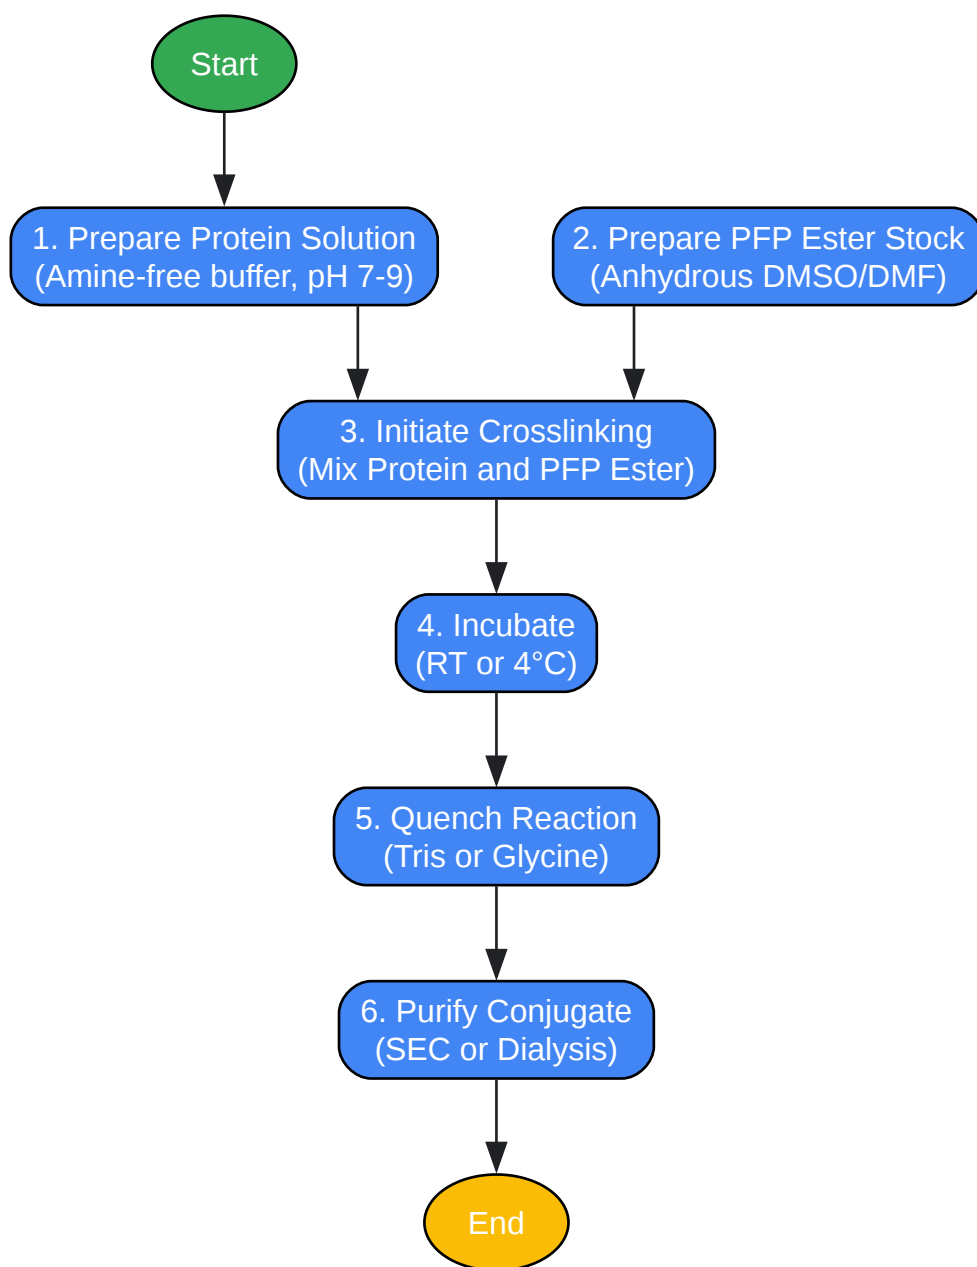 Start
1. Prepare Protein Solution
(Amine-free buffer, pH 7-9)
2. Prepare PFP Ester Stock
(Anhydrous DMSO/DMF)
3. Initiate Crosslinking
(Mix Protein and PFP Ester)
4. Incubate
(RT or 4°C)
5. Quench Reaction
(Tris or Glycine)
6. Purify Conjugate
(SEC or Dialysis)
End